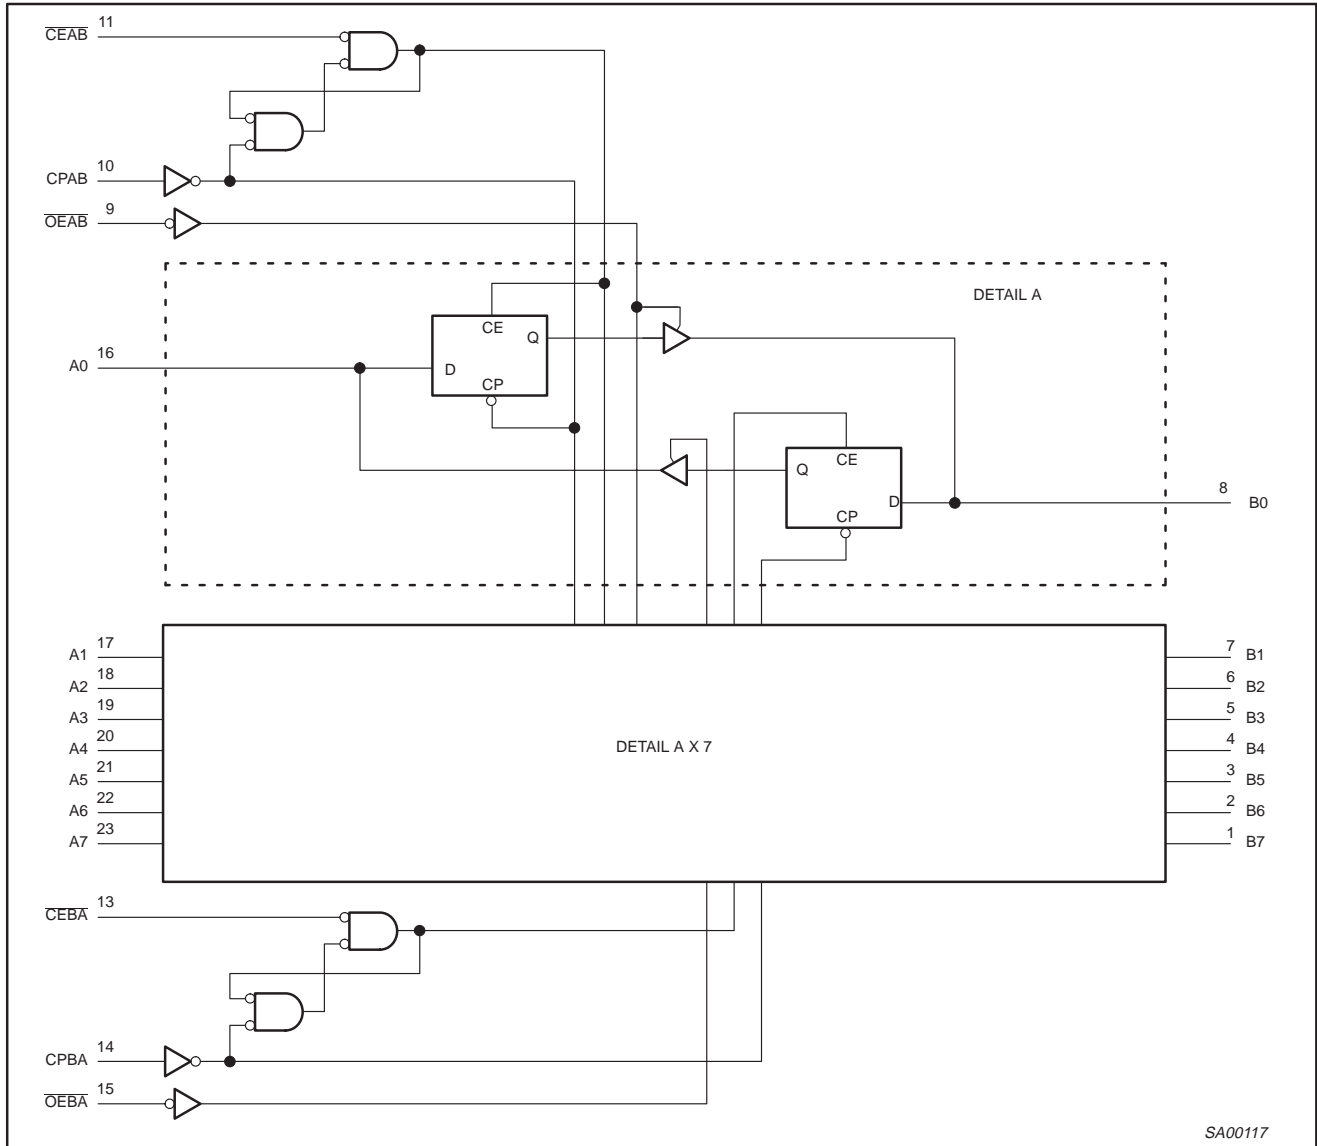 CEAB 11
CPAB 10
OEAB 9
DETAIL A
CE
Q
A0 16
D
CP
CE
Q
8 B0
D
CP
A1 17
7 B1
A2 18
6 B2
A3 19
5 B3
A4 20
4 B4
DETAIL A X 7
A5 21
3 B5
A6 22
2 B6
A7 23
1 B7
CEBA 13
CPBA 14
OEBA 15
SA00117